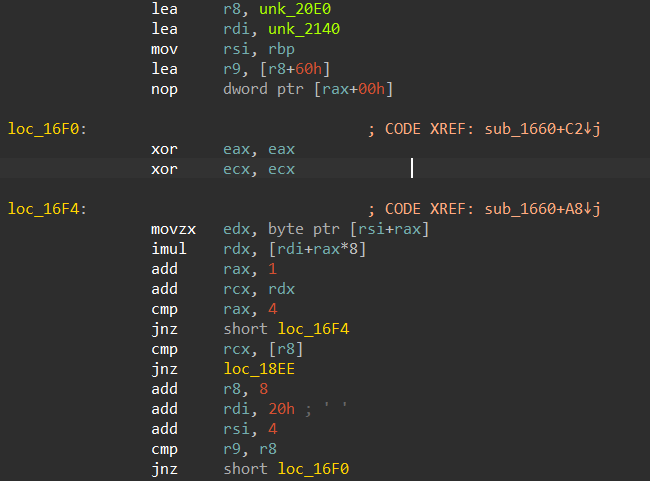 lea r8, unk_20E0
lea rdi, unk_2140
mov rsi, rbp
lea r9, [r8+60h]
nop dword ptr [rax+00h]
loc_16F0: ; CODE XREF: sub_1660+C2↓j
xor eax, eax
xor ecx, ecx
loc_16F4: ; CODE XREF: sub_1660+A8↓j
movzx edx, byte ptr [rsi+rax]
imul rdx, [rdi+rax*8]
add rax, 1
add rcx, rdx
cmp rax, 4
jnz short loc_16F4
cmp rcx, [r8]
jnz loc_18EE
add r8, 8
add rdi, 20h ; ' '
add rsi, 4
cmp r9, r8
jnz short loc_16F0